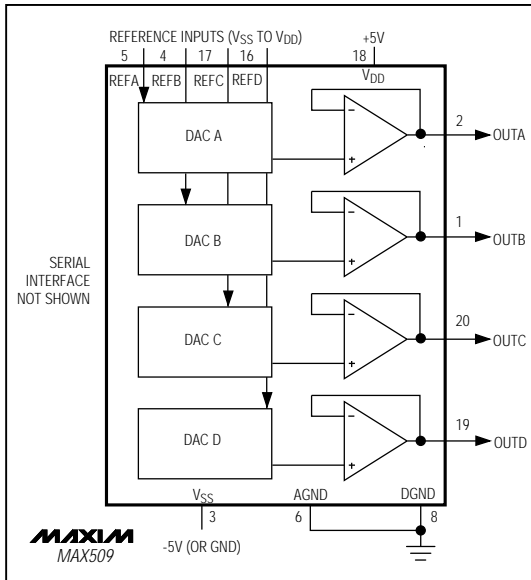 REFERENCE INPUTS (VSS TO VDD)
+5V
5 4 17 16 18
REFA REFB REFC REFD VDD
DAC A
2
OUTA
DAC B
1
OUTB
SERIAL
INTERFACE
NOT SHOWN
DAC C
20
OUTC
DAC D
19
OUTD
− +
− +
− +
− +
VSS AGND DGND
3 6 8
-5V (OR GND)
MAXIM
MAX509